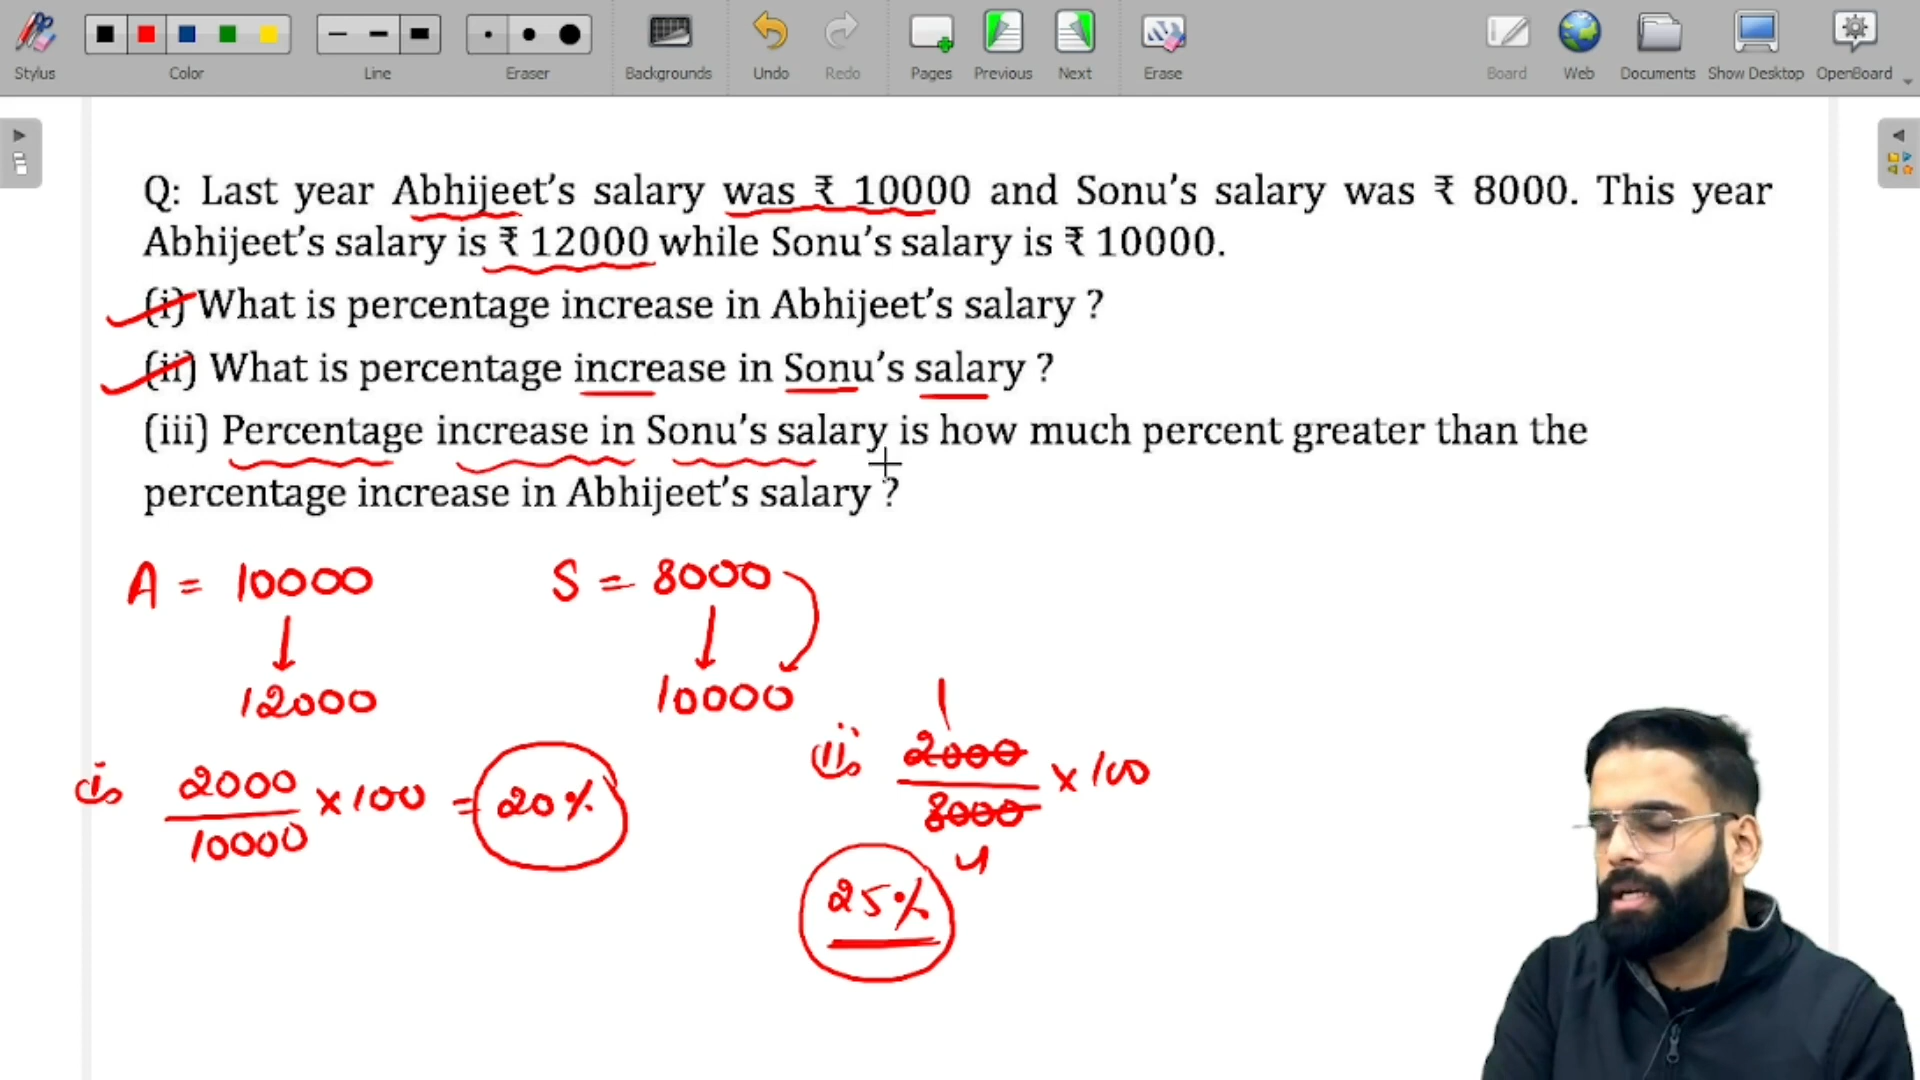 Stylus Color Line Eraser Backgrounds Undo Redo Pages Previous Next Erase Board Web Documents Show Desktop OpenBoard
Q: Last year Abhijeet's salary was ₹ 10000 and Sonu's salary was ₹ 8000. This year
Abhijeet's salary is ₹ 12000 while Sonu's salary is ₹ 10000.
(i) What is percentage increase in Abhijeet's salary ?
(ii) What is percentage increase in Sonu's salary ?
(iii) Percentage increase in Sonu's salary is how much percent greater than the
percentage increase in Abhijeet's salary ?
A = 10000
12000
S = 8000
10000
i) 2000/10000 × 100 = 20%
1
ii) 2000/8000 × 100
4
25%